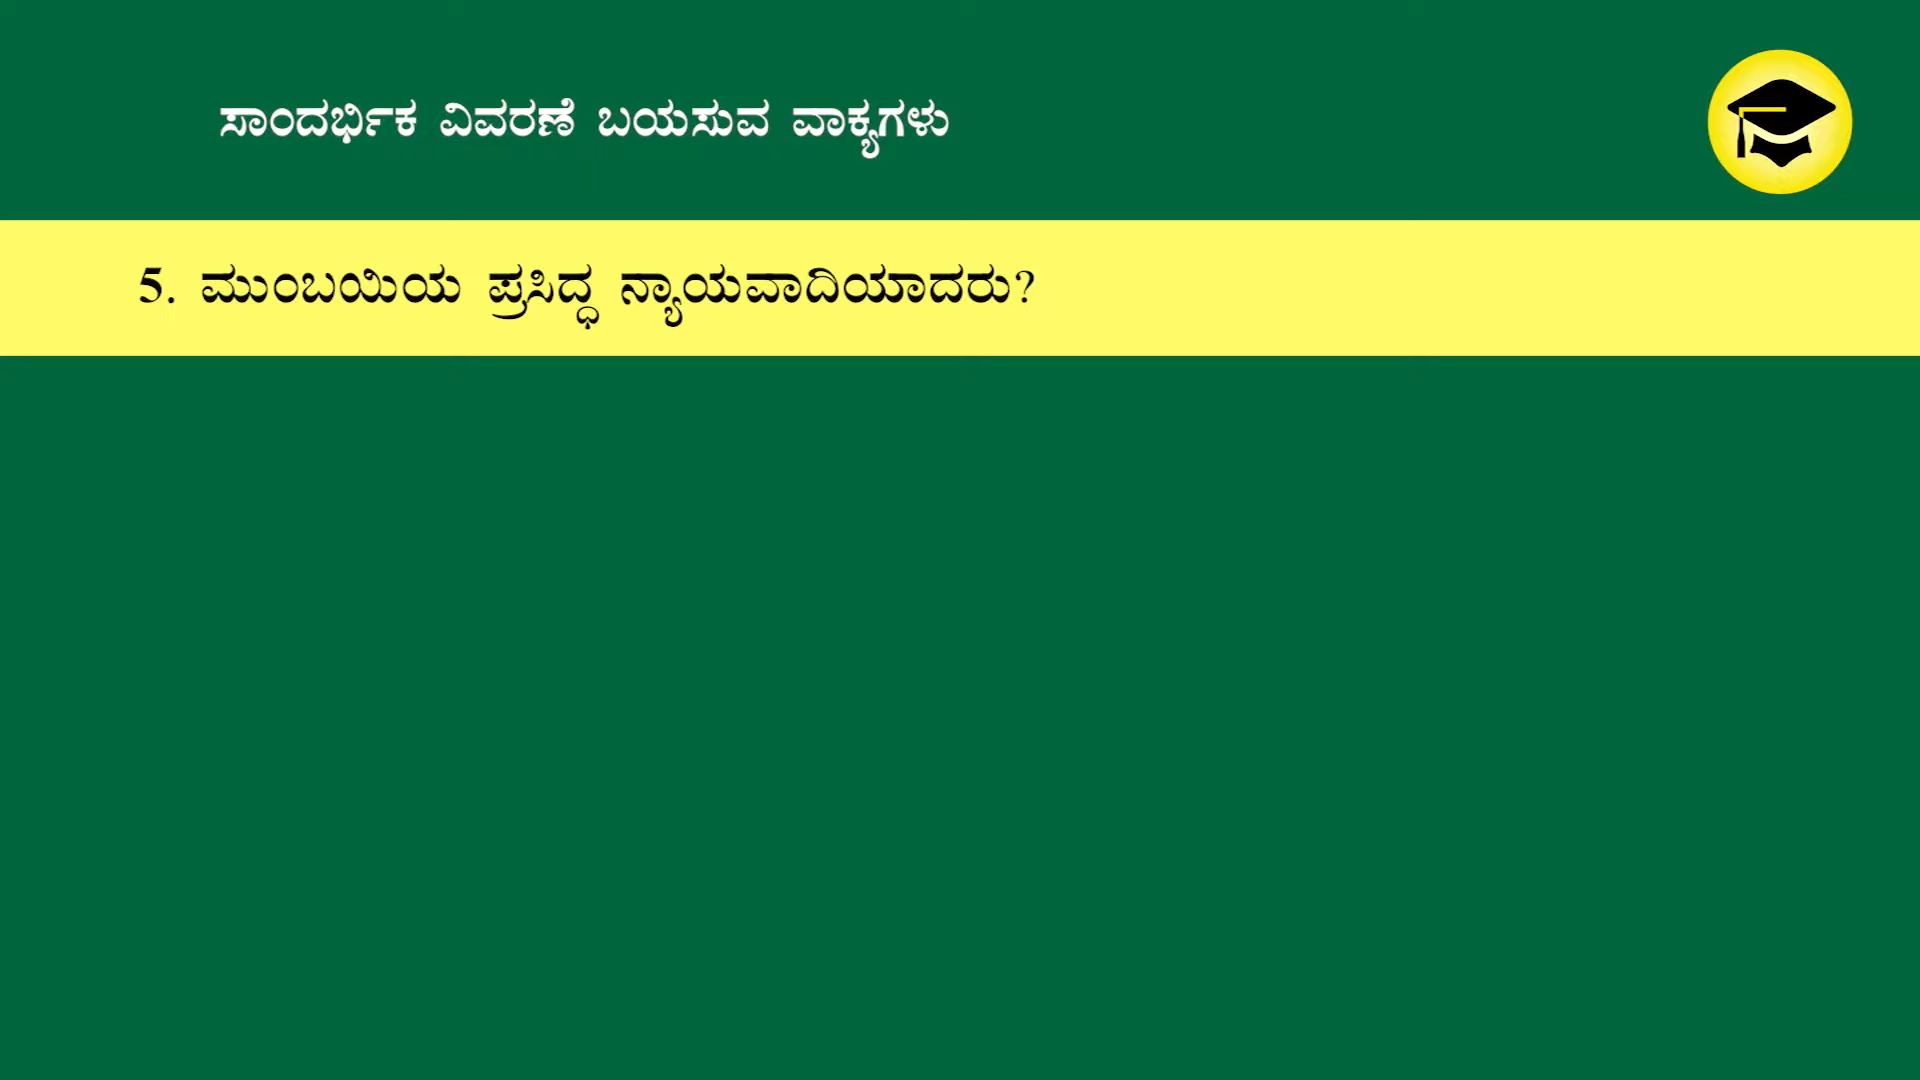 ಸಾಂದರ್ಭಿಕ ವಿವರಣೆ ಬಯಸುವ ವಾಕ್ಯಗಳು
5. ಮುಂಬಯಿಯ ಪ್ರಸಿದ್ಧ ನ್ಯಾಯವಾದಿಯಾದರು?